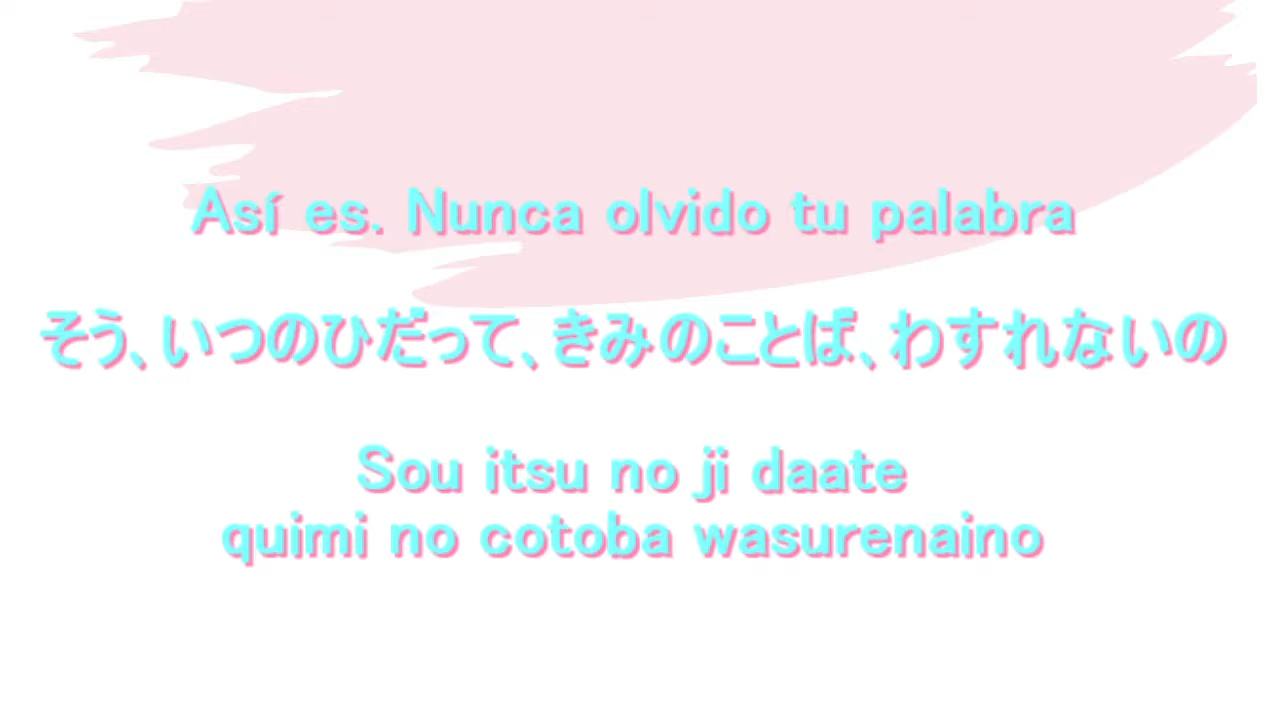 Así es. Nunca olvido tu palabra
そう、いつのひだって、きみのことば、わすれないの
Sou itsu no ji daate
quimi no cotoba wasurenaino